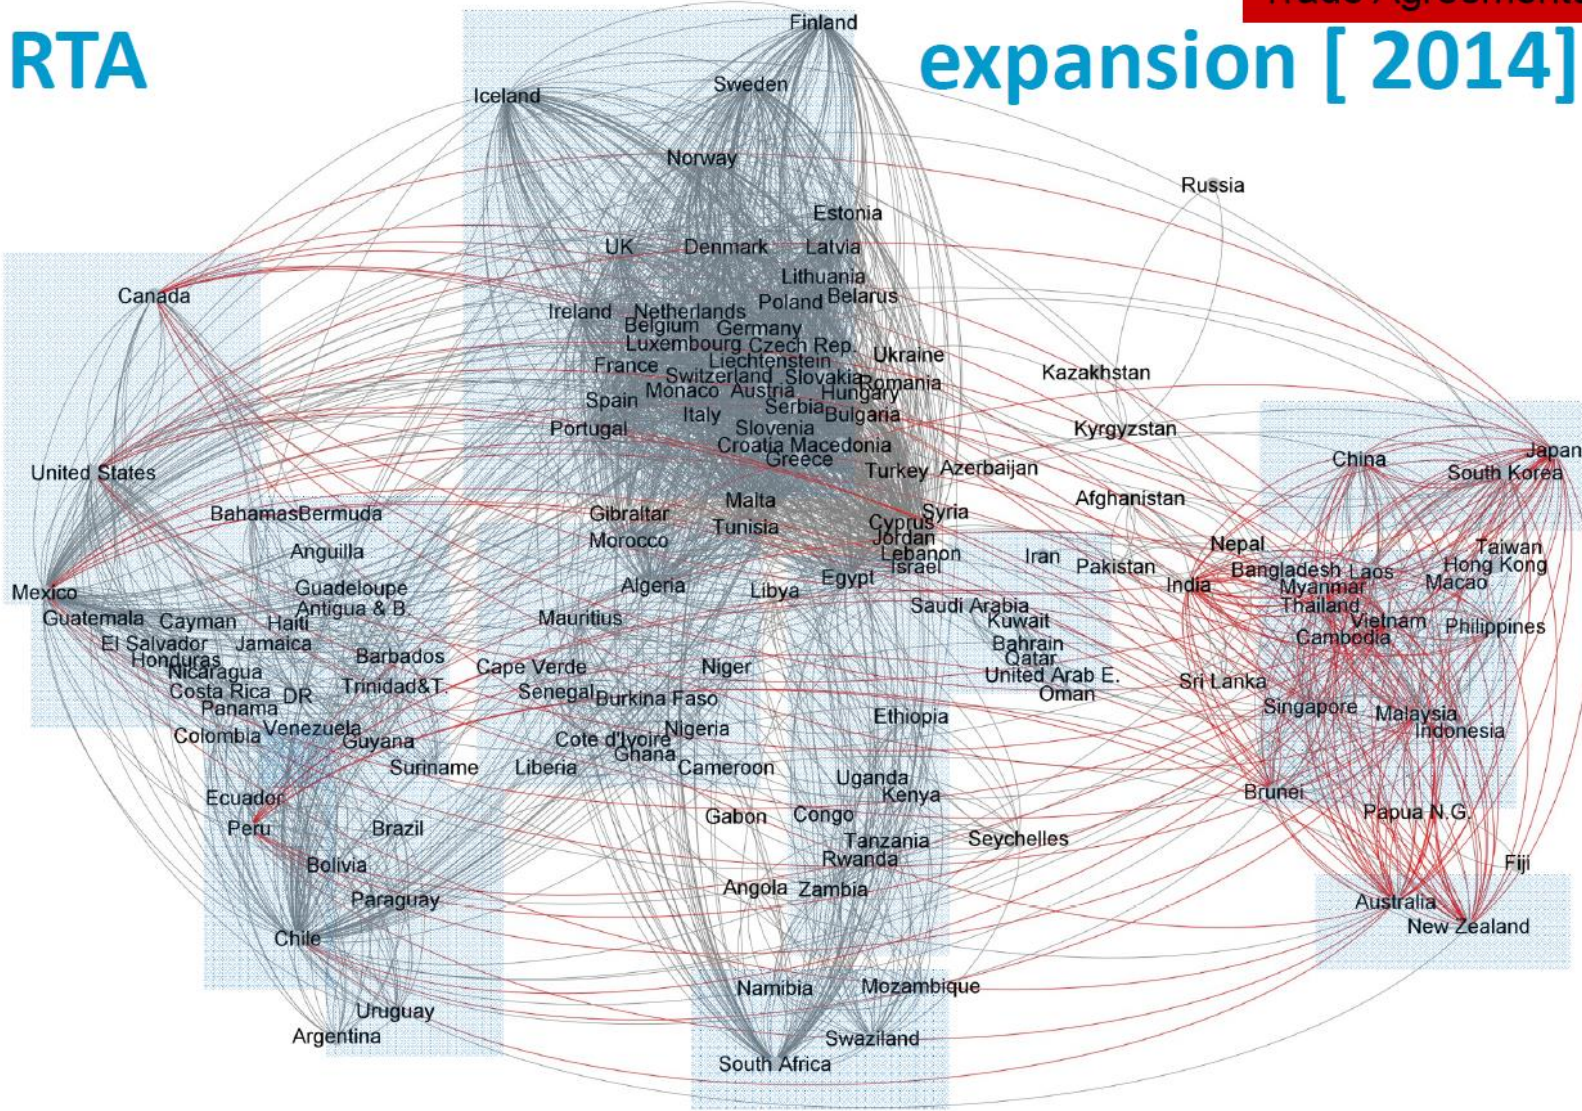 Trade Agreements
RTA expansion [ 2014]
Finland
Sweden
Iceland
Norway
Russia
Estonia
UK
Denmark
Latvia
Lithuania
Canada
Poland
Belarus
Ireland
Netherlands
Belgium
Germany
Luxembourg
Czech Rep.
Ukraine
Liechtenstein
France
Kazakhstan
Switzerland
Slovakia
Romania
Monaco
Austria
Hungary
Spain
Serbia
Italy
Bulgaria
Portugal
Slovenia
Kyrgyzstan
Croatia
Macedonia
Japan
Greece
China
United States
Turkey
Azerbaijan
South Korea
Malta
Afghanistan
Bahamas
Bermuda
Gibraltar
Syria
Tunisia
Cyprus
Morocco
Jordan
Nepal
Taiwan
Anguilla
Lebanon
Iran
Israel
Pakistan
Hong Kong
Bangladesh
Laos
Egypt
Macao
Mexico
Guadeloupe
Algeria
Libya
India
Myanmar
Antigua & B.
Saudi Arabia
Thailand
Guatemala
Cayman
Haiti
Mauritius
Kuwait
Vietnam
Philippines
El Salvador
Jamaica
Bahrain
Cambodia
Honduras
Barbados
Qatar
Nicaragua
Cape Verde
Niger
United Arab E.
Sri Lanka
Trinidad&T.
Costa Rica
DR
Senegal
Burkina Faso
Oman
Panama
Singapore
Malaysia
Ethiopia
Colombia
Venezuela
Nigeria
Indonesia
Guyana
Cote d'Ivoire
Ghana
Suriname
Liberia
Cameroon
Uganda
Ecuador
Kenya
Brunei
Peru
Brazil
Gabon
Congo
Papua N.G.
Tanzania
Seychelles
Bolivia
Rwanda
Fiji
Paraguay
Angola
Zambia
Australia
Chile
New Zealand
Namibia
Mozambique
Uruguay
Argentina
Swaziland
South Africa